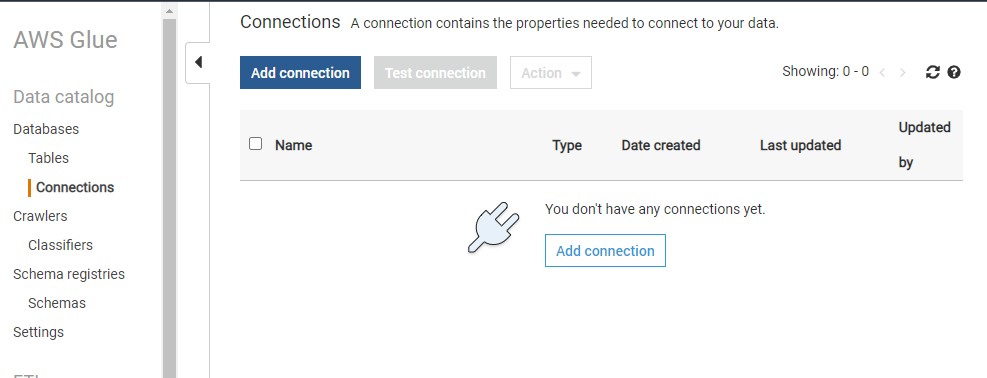 AWS Glue
Data catalog
Databases
Tables
Connections
Crawlers
Classifiers
Schema registries
Schemas
Settings
Connections A connection contains the properties needed to connect to your data.
Add connection Test connection Action Showing: 0 - 0
Name Type Date created Last updated Updated by
You don't have any connections yet.
Add connection